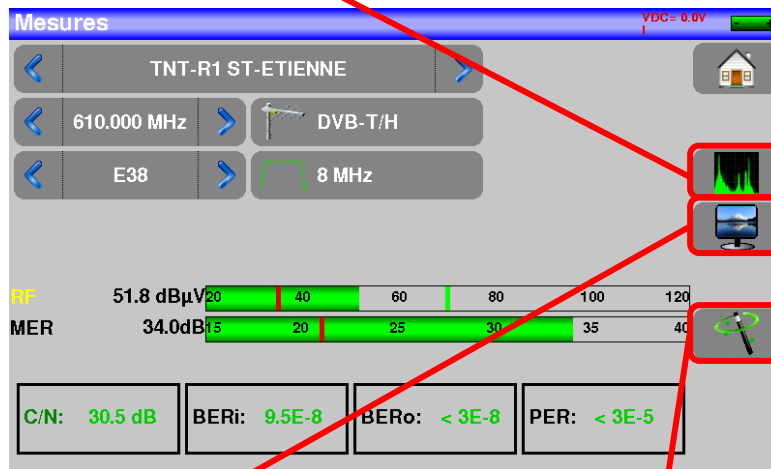 Mesures VDC= 0.0V
TNT-R1 ST-ETIENNE
610.000 MHz DVB-T/H
E38 8 MHz
RF 51.8 dBµV 20 40 60 80 100 120
MER 34.0dB 15 20 25 30 35 40
C/N: 30.5 dB BERi: 9.5E-8 BERo: < 3E-8 PER: < 3E-5